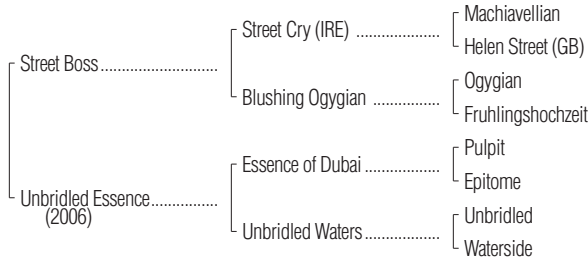 Machiavellian
Street Cry (IRE) ..................
Helen Street (GB)
Street Boss..........................
Ogygian
Blushing Ogygian ................
Fruhlingshochzeit
Pulpit
Essence of Dubai ................
Epitome
Unbridled Essence...............
(2006)
Unbridled
Unbridled Waters ................
Waterside